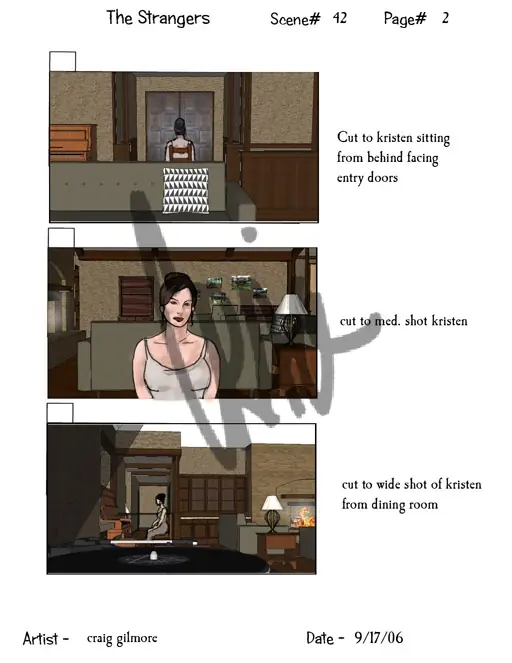 The Strangers Scene# 42 Page# 2
Cut to kristen sitting
from behind facing
entry doors
cut to med. shot kristen
cut to wide shot of kristen
from dining room
Artist - craig gilmore Date - 9/17/06